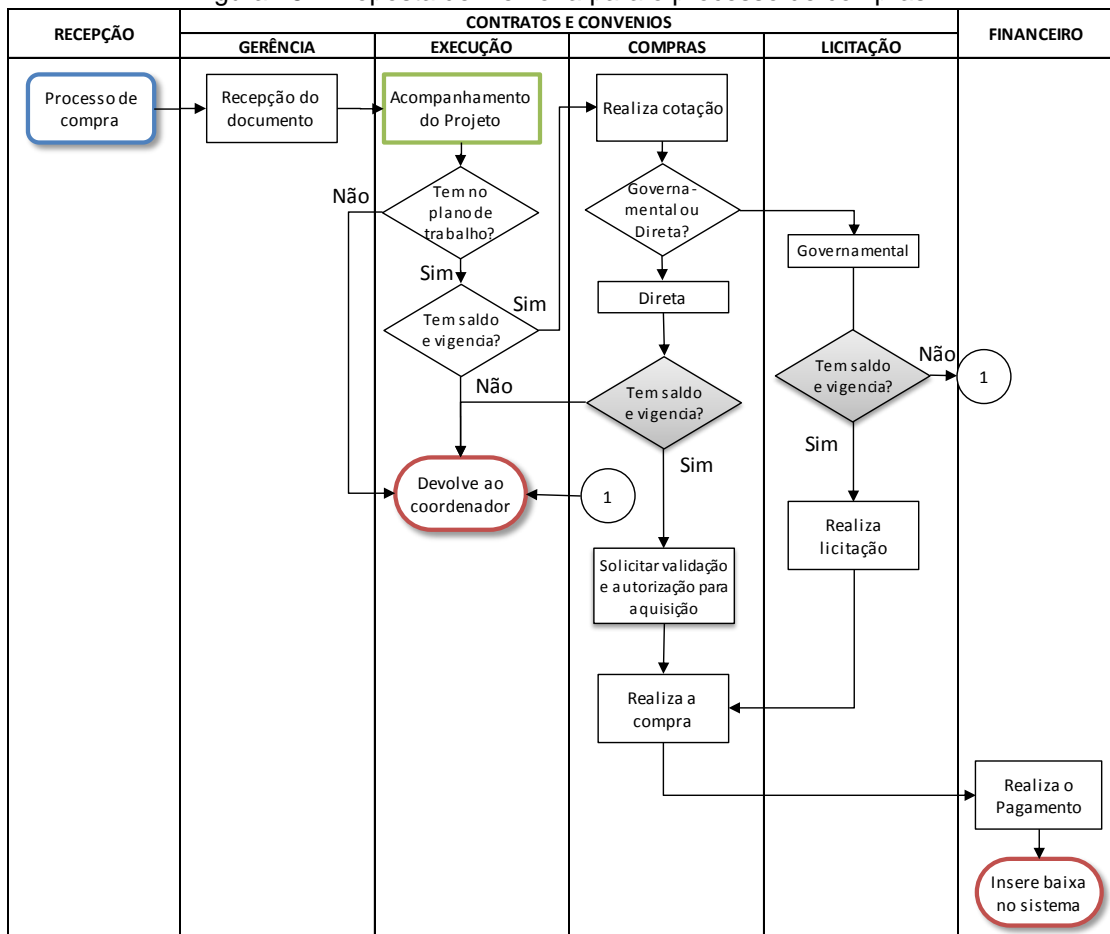 RECEPÇÃO
CONTRATOS E CONVENIOS
FINANCEIRO
GERÊNCIA
EXECUÇÃO
COMPRAS
LICITAÇÃO
Processo de
compra
Recepção do
documento
Acompanhamento
do Projeto
Realiza cotação
Não
Tem no
plano de
trabalho?
Governa-
mental ou
Direta?
Governamental
Sim
Sim
Direta
Tem saldo
e vigencia?
Não
Tem saldo
e vigencia?
Tem saldo
e vigencia?
Não
1
Sim
Sim
Devolve ao
coordenador
1
Realiza
licitação
Solicitar validação
e autorização para
aquisição
Realiza a
compra
Realiza o
Pagamento
Insere baixa
no sistema